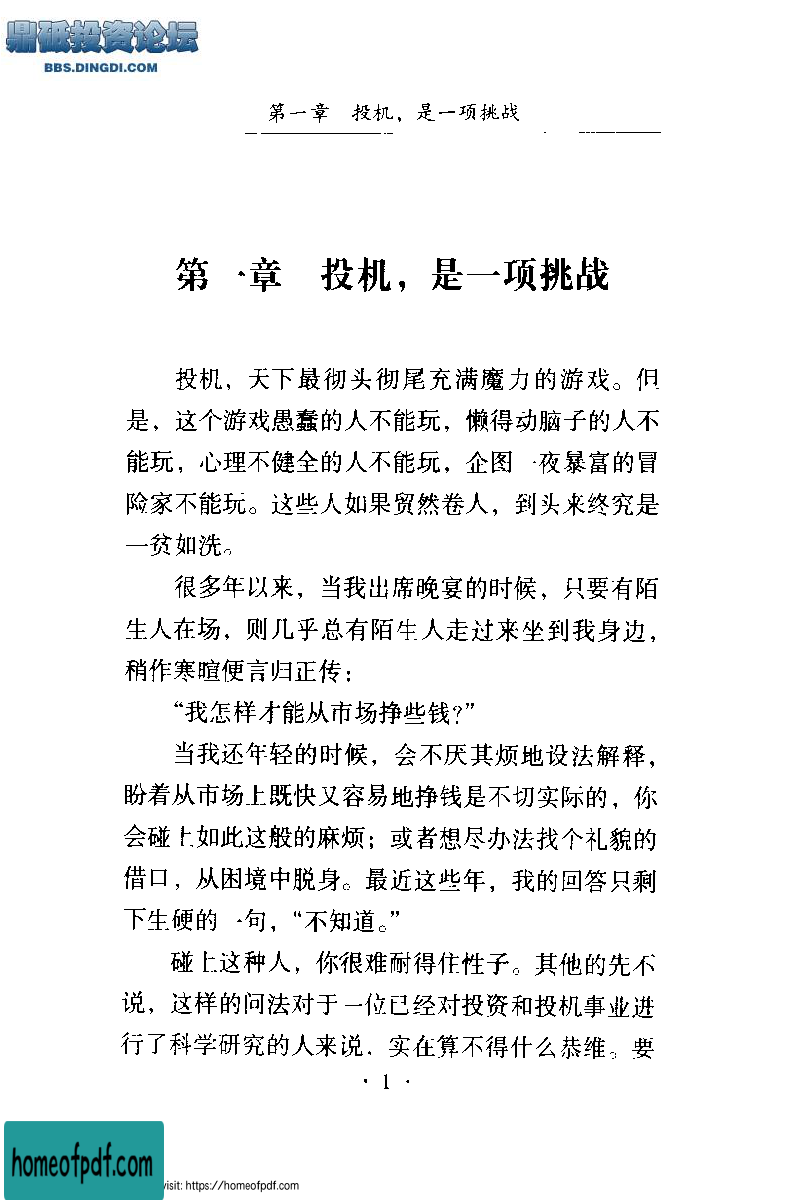 鼎砥投资论坛
BBS.DINGDI.COM
第一章 投机，是一项挑战
第一章 投机，是一项挑战
投机，天下最彻头彻尾充满魔力的游戏。但
是，这个游戏愚蠢的人不能玩，懒得动脑子的人不
能玩，心理不健全的人不能玩，企图一夜暴富的冒
险家不能玩。这些人如果贸然卷人，到头来终究是
一贫如洗。
很多年以来，当我出席晚宴的时候，只要有陌
生人在场，则几乎总有陌生人走过来坐到我身边，
稍作寒暄便言归正传：
“我怎样才能从市场挣些钱?”
当我还年轻的时候，会不厌其烦地设法解释，
盼着从市场上既快又容易地挣钱是不切实际的，你
会碰上如此这般的麻烦；或者想尽办法找个礼貌的
借口，从困境中脱身。最近这些年，我的回答只剩
下生硬的一句，“不知道。”
碰上这种人，你很难耐得住性子。其他的先不
说，这样的问法对于一位已经对投资和投机事业进
行了科学研究的人来说，实在算不得什么恭维。要
· 1 ·
homeofpdf.com
visit: https://homeofpdf.com